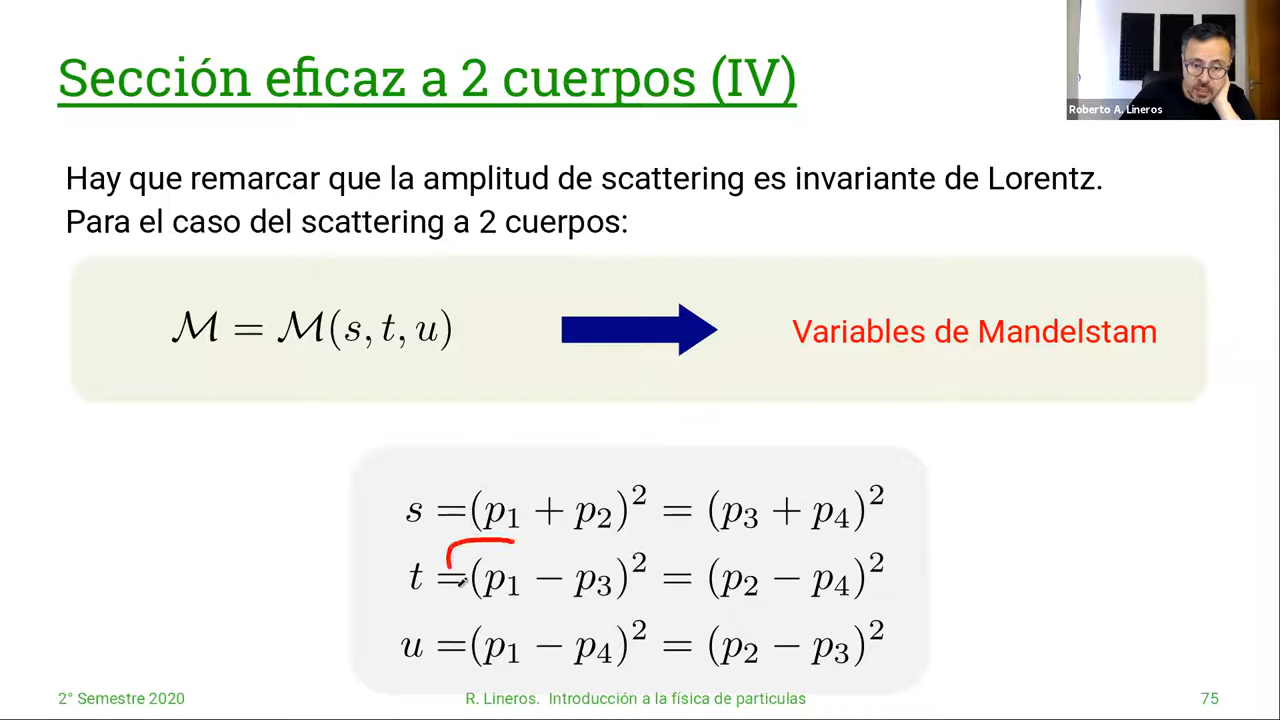 Sección eficaz a 2 cuerpos (IV)
Roberto A. Lineros
Hay que remarcar que la amplitud de scattering es invariante de Lorentz.
Para el caso del scattering a 2 cuerpos:
ℳ = ℳ(s, t, u)
Variables de Mandelstam
s =(p₁ + p₂)² = (p₃ + p₄)²
t =(p₁ − p₃)² = (p₂ − p₄)²
u =(p₁ − p₄)² = (p₂ − p₃)²
2° Semestre 2020
R. Lineros. Introducción a la física de particulas
75